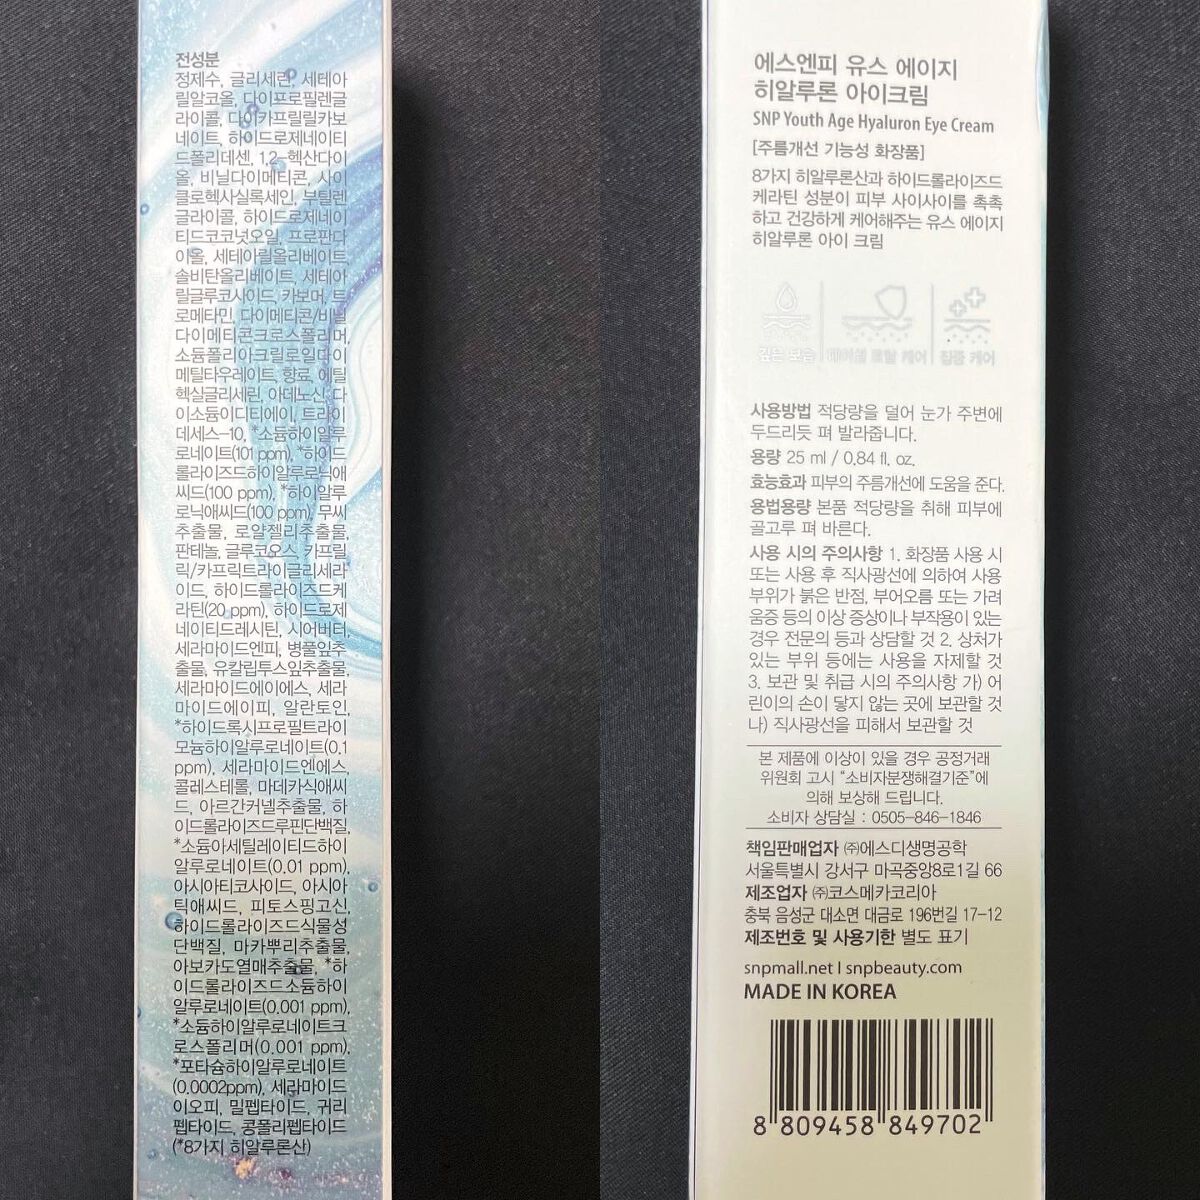 전성분
정제수, 글리세린, 세테아
릴알코올, 다이프로필렌글
라이콜, 다이카프릴릴카보
네이트, 하이드로제네이티
드폴리데센, 1,2-헥산다이
올, 비닐다이메티콘, 사이
클로헥사실록세인, 부틸렌
글라이콜, 하이드로제네이
티드코코넛오일, 프로판다
이올, 세테아릴올리베이트,
솔비탄올리베이트, 세테아
릴글루코사이드, 카보머, 트
로메타민, 다이메티콘/비닐
다이메티콘크로스폴리머,
소듐폴리아크릴로일다이
메틸타우레이트, 향료, 에틸
헥실글리세린, 아데노신, 다
이소듐이디티에이, 트라이
데세스-10, *소듐하이알루
로네이트(101 ppm), *하이드
롤라이즈드하이알루로닉애
씨드(100 ppm), *하이알루
로닉애씨드(100 ppm), 무씨
추출물, 로얄젤리추출물,
판테놀, 글루코오스, 카프릴
릭/카프릭트라이글리세라
이드, 하이드롤라이즈드케
라틴(20 ppm), 하이드로제
네이티드레시틴, 시어버터,
세라마이드엔피, 병풀잎추
출물, 유칼립투스잎추출물,
세라마이드에이에스, 세라
마이드에이피, 알란토인,
*하이드록시프로필트라이
모늄하이알루로네이트(0.1
ppm), 세라마이드엔에스,
콜레스테롤, 마데카식애씨
드, 아르간커넬추출물, 하
이드롤라이즈드루핀단백질,
*소듐아세틸레이티드하이
알루로네이트(0.01 ppm),
아시아티코사이드, 아시아
틱애씨드, 피토스핑고신,
하이드롤라이즈드식물성
단백질, 마카뿌리추출물,
아보카도열매추출물, *하
이드롤라이즈드소듐하이
알루로네이트(0.001 ppm),
*소듐하이알루로네이트크
로스폴리머(0.001 ppm),
*포타슘하이알루로네이트
(0.0002ppm), 세라마이드
이오피, 밀펩타이드, 귀리
펩타이드, 콩폴리펩타이드
(*8가지 히알루론산)
에스엔피 유스 에이지
히알루론 아이크림
SNP Youth Age Hyaluron Eye Cream
[주름개선 기능성 화장품]
8가지 히알루론산과 하이드롤라이즈드
케라틴 성분이 피부 사이사이를 촉촉
하고 건강하게 케어해주는 유스 에이지
히알루론 아이 크림
깊은 보습 케어 집중 케어
사용방법 적당량을 덜어 눈가 주변에
두드리듯 펴 발라줍니다.
용량 25 ml / 0.84 fl. oz.
효능효과 피부의 주름개선에 도움을 준다.
용법용량 본품 적당량을 취해 피부에
골고루 펴 바른다.
사용 시의 주의사항 1. 화장품 사용 시
또는 사용 후 직사광선에 의하여 사용
부위가 붉은 반점, 부어오름 또는 가려
움증 등의 이상 증상이나 부작용이 있는
경우 전문의 등과 상담할 것 2. 상처가
있는 부위 등에는 사용을 자제할 것
3. 보관 및 취급 시의 주의사항 가) 어
린이의 손이 닿지 않는 곳에 보관할 것
나) 직사광선을 피해서 보관할 것
본 제품에 이상이 있을 경우 공정거래
위원회 고시 "소비자분쟁해결기준"에
의해 보상해 드립니다.
소비자 상담실 : 0505-846-1846
책임판매업자 ㈜에스디생명공학
서울특별시 강서구 마곡중앙8로1길 66
제조업자 ㈜코스메카코리아
충북 음성군 대소면 대금로 196번길 17-12
제조번호 및 사용기한 별도 표기
snpmall.net l snpbeauty.com
MADE IN KOREA
8 809458 849702